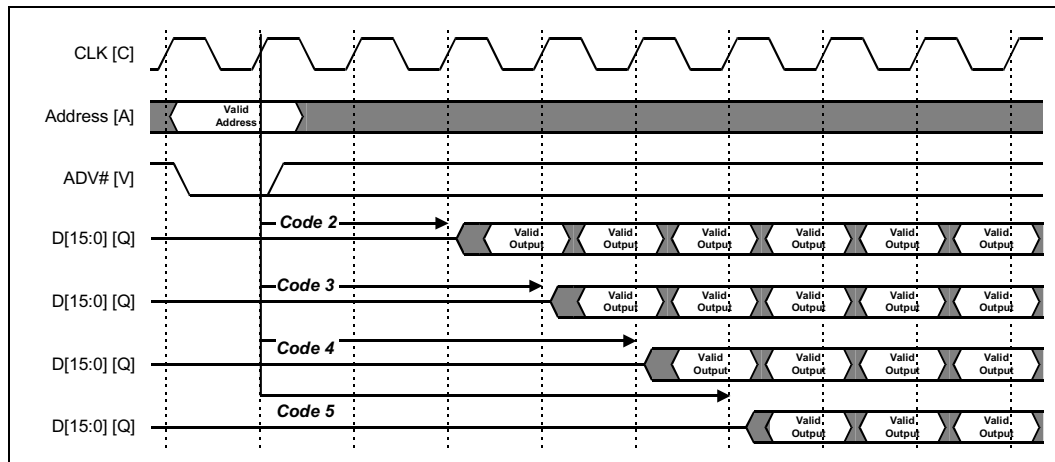 CLK [C]
Address [A]
Valid
Address
ADV# [V]
Code 2
D[15:0] [Q]
Valid
Output
Valid
Output
Valid
Output
Valid
Output
Valid
Output
Valid
Output
Code 3
D[15:0] [Q]
Valid
Output
Valid
Output
Valid
Output
Valid
Output
Valid
Output
Code 4
D[15:0] [Q]
Valid
Output
Valid
Output
Valid
Output
Valid
Output
Code 5
D[15:0] [Q]
Valid
Output
Valid
Output
Valid
Output